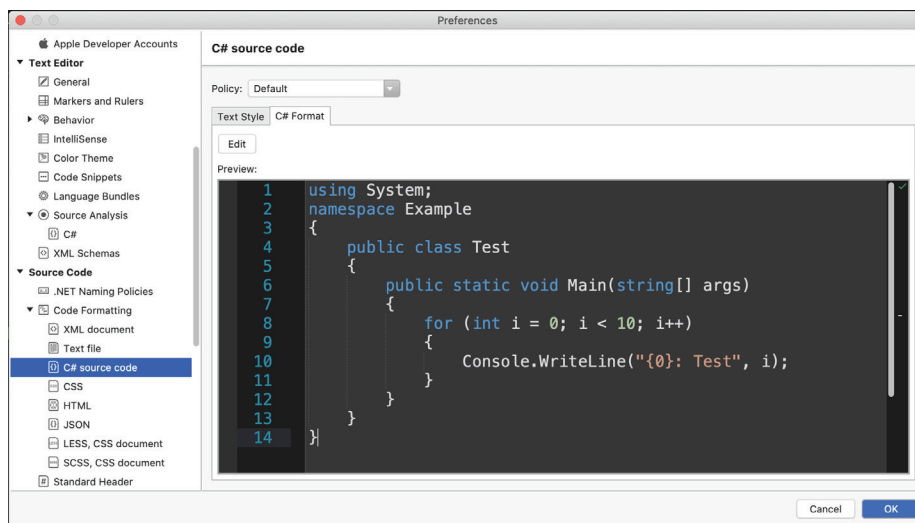 Preferences
Apple Developer Accounts
Text Editor
General
Markers and Rulers
Behavior
IntelliSense
Color Theme
Code Snippets
Language Bundles
Source Analysis
C#
XML Schemas
Source Code
.NET Naming Policies
Code Formatting
XML document
Text file
C# source code
CSS
HTML
JSON
LESS, CSS document
SCSS, CSS document
Standard Header
C# source code
Policy: Default
Text Style C# Format
Edit
Preview:
1 using System;
2 namespace Example
3 {
4 public class Test
5 {
6 public static void Main(string[] args)
7 {
8 for (int i = 0; i < 10; i++)
9 {
10 Console.WriteLine("{0}: Test", i);
11 }
12 }
13 }
14 }
Cancel OK